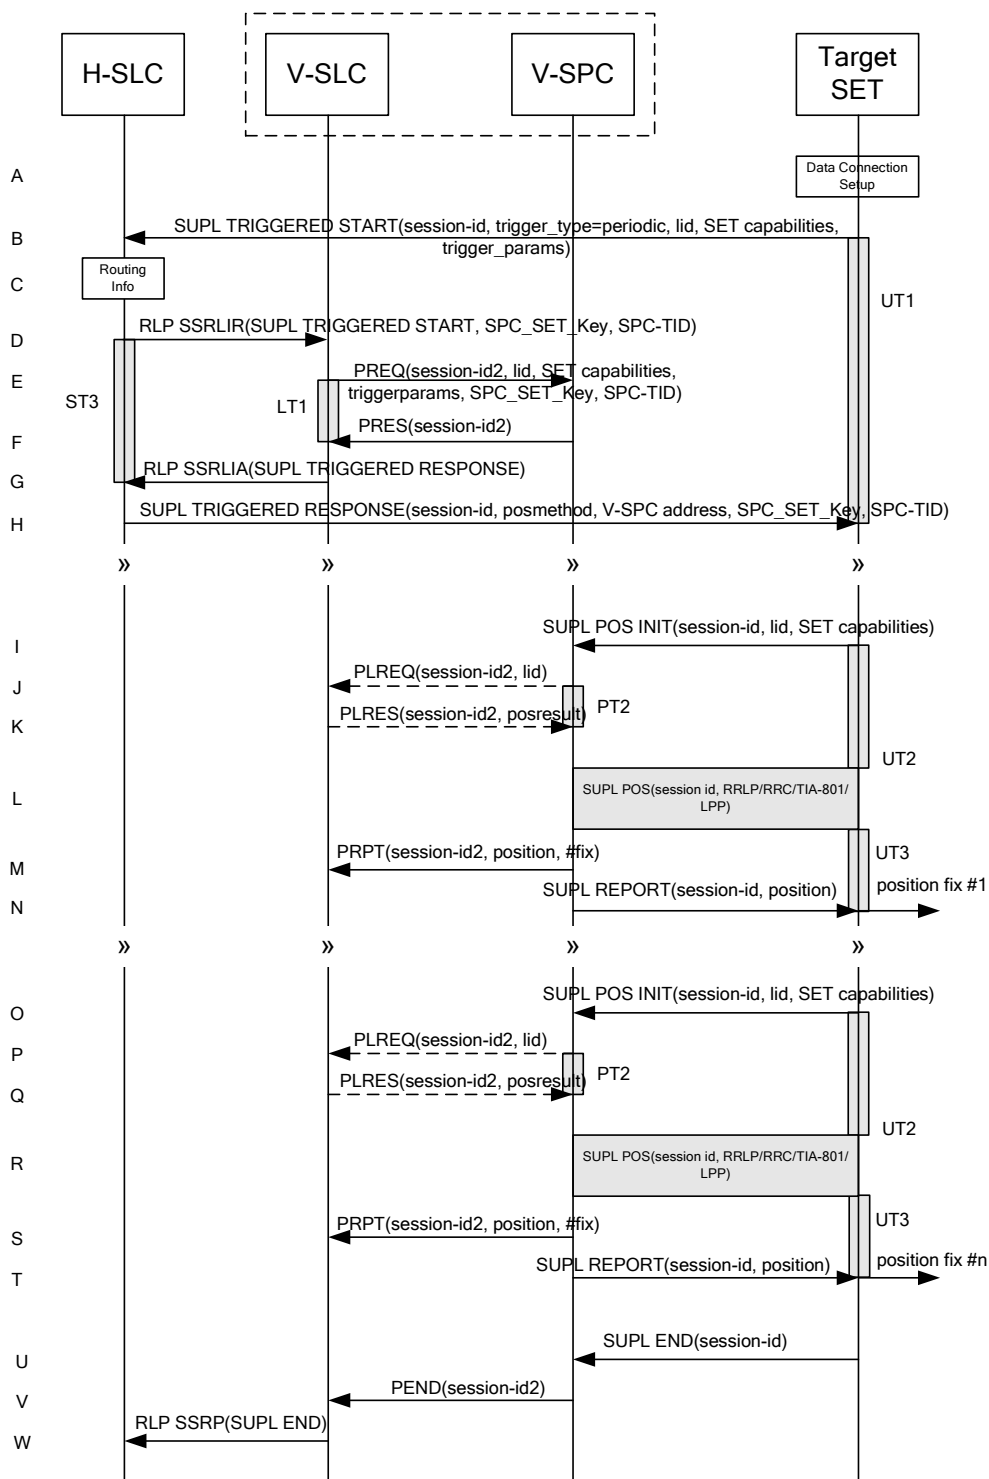 H-SLC
V-SLC
V-SPC
Target
SET
A
Data Connection
Setup
B
SUPL TRIGGERED START(session-id, trigger_type=periodic, lid, SET capabilities,
trigger_params)
C
Routing
Info
UT1
D
RLP SSRLIR(SUPL TRIGGERED START, SPC_SET_Key, SPC-TID)
E
PREQ(session-id2, lid, SET capabilities,
triggerparams, SPC_SET_Key, SPC-TID)
ST3
LT1
F
PRES(session-id2)
G
RLP SSRLIA(SUPL TRIGGERED RESPONSE)
H
SUPL TRIGGERED RESPONSE(session-id, posmethod, V-SPC address, SPC_SET_Key, SPC-TID)
» » » »
I
SUPL POS INIT(session-id, lid, SET capabilities)
J
PLREQ(session-id2, lid)
K
PLRES(session-id2, posresult)
PT2
UT2
L
SUPL POS(session id, RRLP/RRC/TIA-801/
LPP)
M
PRPT(session-id2, position, #fix)
UT3
N
SUPL REPORT(session-id, position)
position fix #1
» » » »
O
SUPL POS INIT(session-id, lid, SET capabilities)
P
PLREQ(session-id2, lid)
Q
PLRES(session-id2, posresult)
PT2
UT2
R
SUPL POS(session id, RRLP/RRC/TIA-801/
LPP)
S
PRPT(session-id2, position, #fix)
UT3
T
SUPL REPORT(session-id, position)
position fix #n
U
SUPL END(session-id)
V
PEND(session-id2)
W
RLP SSRP(SUPL END)